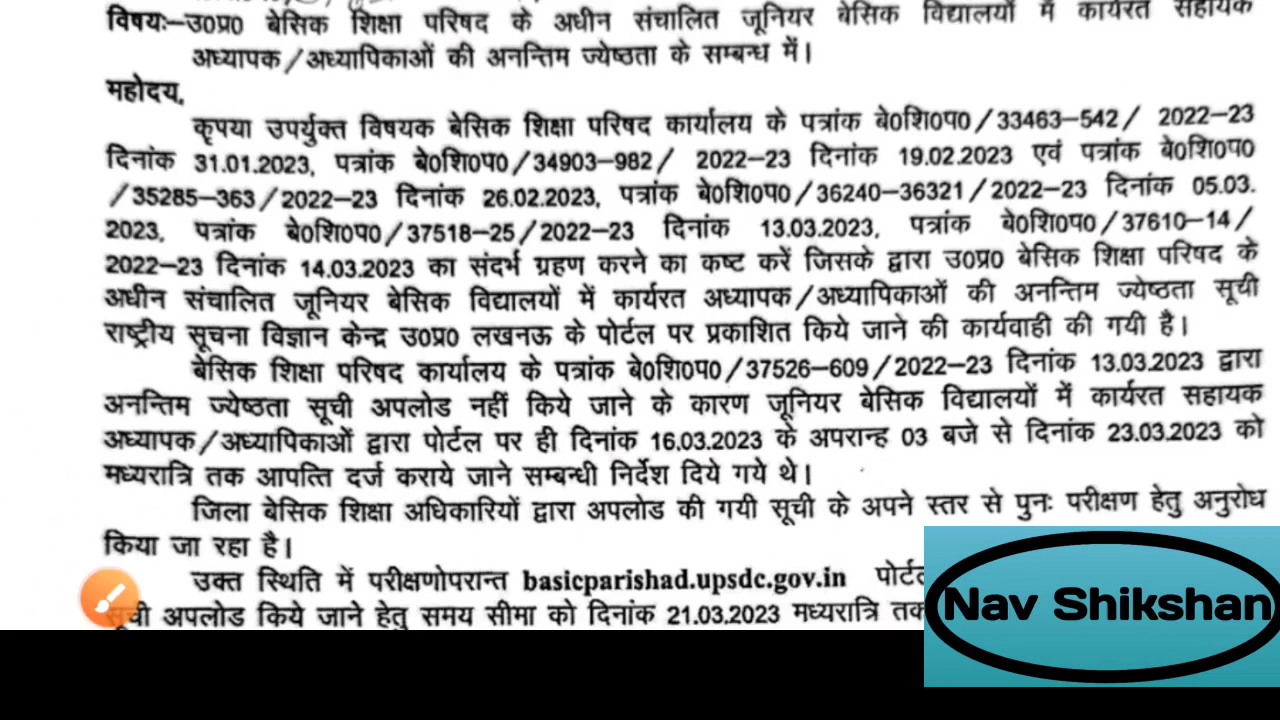 विषयः–उ0प्र0 बेसिक शिक्षा परिषद के अधीन संचालित जूनियर बेसिक विद्यालयों में कार्यरत सहायक
अध्यापक/अध्यापिकाओं की अनन्तिम ज्येष्ठता के सम्बन्ध में।
महोदय,
कृपया उपर्युक्त विषयक बेसिक शिक्षा परिषद कार्यालय के पत्रांक बे0शि0प0/33463–542/ 2022–23
दिनांक 31.01.2023, पत्रांक बे0शि0प0/34903–982/ 2022–23 दिनांक 19.02.2023 एवं पत्रांक बे0शि0प0
/35285–363/2022–23 दिनांक 26.02.2023, पत्रांक बे0शि0प0/36240–36321/2022–23 दिनांक 05.03.
2023, पत्रांक बे0शि0प0/37518–25/2022–23 दिनांक 13.03.2023, पत्रांक बे0शि0प0/37610–14/
2022–23 दिनांक 14.03.2023 का संदर्भ ग्रहण करने का कष्ट करें जिसके द्वारा उ0प्र0 बेसिक शिक्षा परिषद के
अधीन संचालित जूनियर बेसिक विद्यालयों में कार्यरत अध्यापक/अध्यापिकाओं की अनन्तिम ज्येष्ठता सूची
राष्ट्रीय सूचना विज्ञान केन्द्र उ0प्र0 लखनऊ के पोर्टल पर प्रकाशित किये जाने की कार्यवाही की गयी है।
बेसिक शिक्षा परिषद कार्यालय के पत्रांक बे0शि0प0/37526–609/2022–23 दिनांक 13.03.2023 द्वारा
अनन्तिम ज्येष्ठता सूची अपलोड नहीं किये जाने के कारण जूनियर बेसिक विद्यालयों में कार्यरत सहायक
अध्यापक/अध्यापिकाओं द्वारा पोर्टल पर ही दिनांक 16.03.2023 के अपरान्ह 03 बजे से दिनांक 23.03.2023 को
मध्यरात्रि तक आपत्ति दर्ज कराये जाने सम्बन्धी निर्देश दिये गये थे।
जिला बेसिक शिक्षा अधिकारियों द्वारा अपलोड की गयी सूची के अपने स्तर से पुनः परीक्षण हेतु अनुरोध
किया जा रहा है।
उक्त स्थिति में परीक्षणोपरान्त basicparishad.upsdc.gov.in
सूची अपलोड किये जाने हेतु समय सीमा को दिनांक 21.03.2023 मध्यरात्रि तक
Nav Shikshan